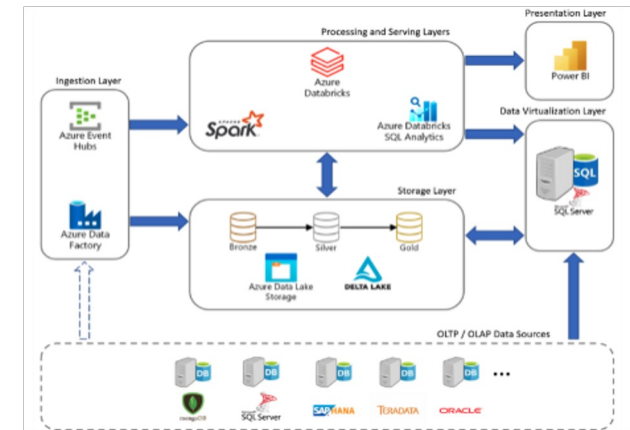 Presentation Layer
Processing and Serving Layers
Power BI
Azure
Databricks
Ingestion Layer
Data Virtualization Layer
Azure Event
Hubs
APACHE
Spark
Azure Databricks
SQL Analytics
SQL
SQL Server
Storage Layer
Azure Data
Factory
Bronze
Silver
Gold
Azure Data Lake
Storage
DELTA LAKE
OLTP / OLAP Data Sources
DB
DB
DB
DB
DB
...
mongoDB
SQL Server
SAP HANA
TERADATA
ORACLE